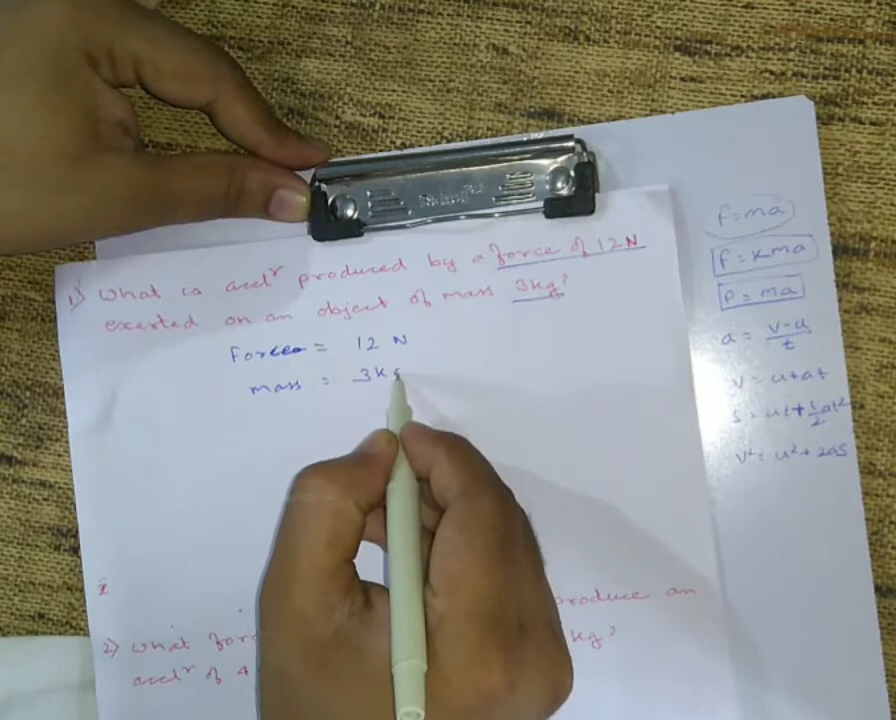 1) What is accl^r produced by a force of 12 N
exerted on an object of mass 3kg?
Force = 12 N
mass = 3k
2) What for
produce an
accl^r of 4
kg?
F=ma
F=Kma
P=ma
a = v-u/t
v = u+at
s = ut+1/2at²
v² = u²+2as